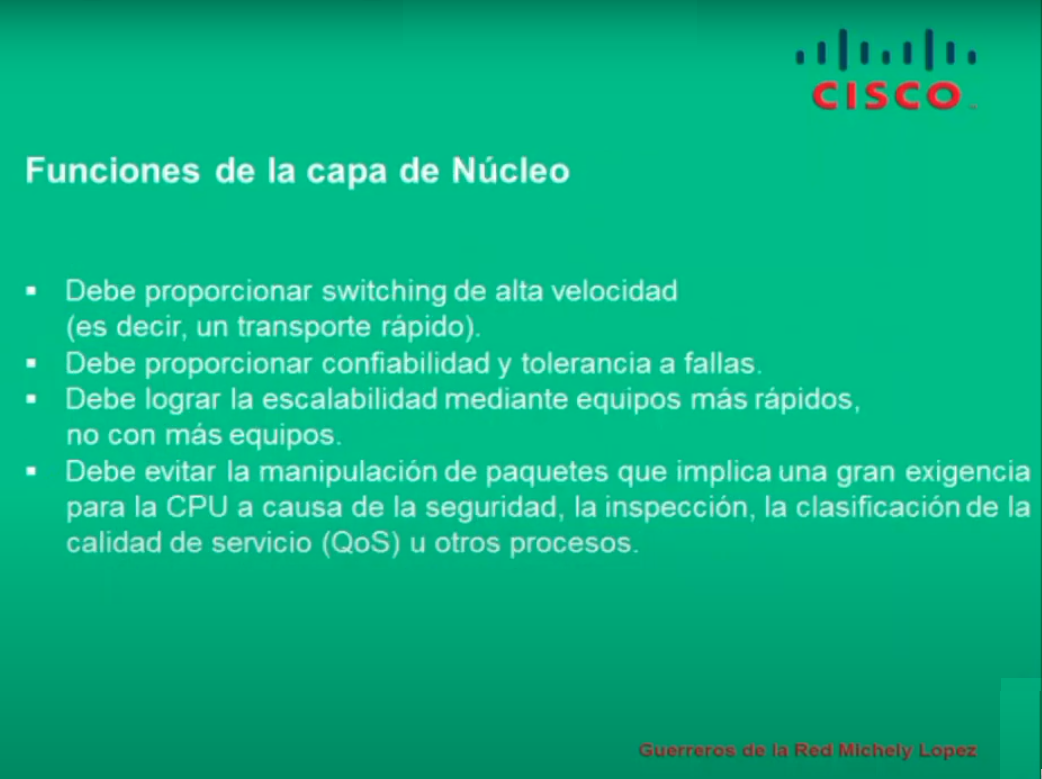 CISCO
Funciones de la capa de Núcleo
▪ Debe proporcionar switching de alta velocidad
(es decir, un transporte rápido).
▪ Debe proporcionar confiabilidad y tolerancia a fallas.
▪ Debe lograr la escalabilidad mediante equipos más rápidos,
no con más equipos.
▪ Debe evitar la manipulación de paquetes que implica una gran exigencia
para la CPU a causa de la seguridad, la inspección, la clasificación de la
calidad de servicio (QoS) u otros procesos.
Guerreros de la Red Michely Lopez